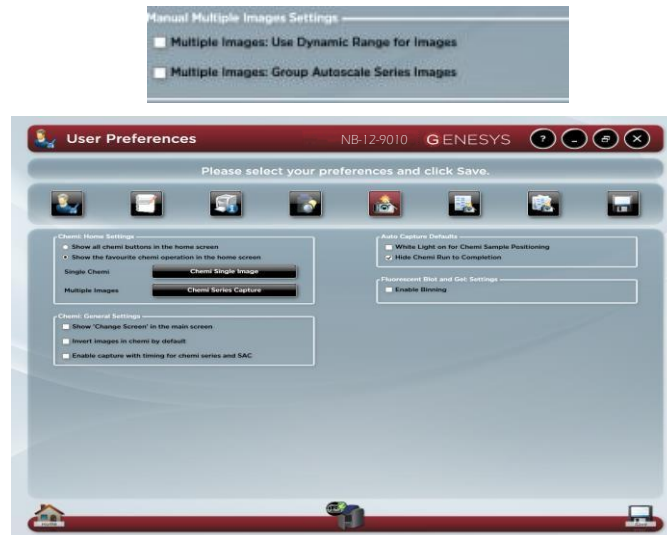 Manual Multiple Images Settings
Multiple Images: Use Dynamic Range for Images
Multiple Images: Group Autoscale Series Images
User Preferences
NB-12-9010 GENESYS
?
Please select your preferences and click Save.
Chemi: Home Settings
Show all chemi buttons in the home screen
Show the favourite chemi operation in the home screen
Single Chemi Chemi Single Image
Multiple Images Chemi Series Capture
Chemi: General Settings
Show 'Change Screen' in the main screen
Invert images in chemi by default
Enable capture with timing for chemi series and SAC
Auto Capture Defaults
White Light on for Chemi Sample Positioning
Hide Chemi Run to Completion
Fluorescent Blot and Gel: Settings
Enable Binning
Home
Save